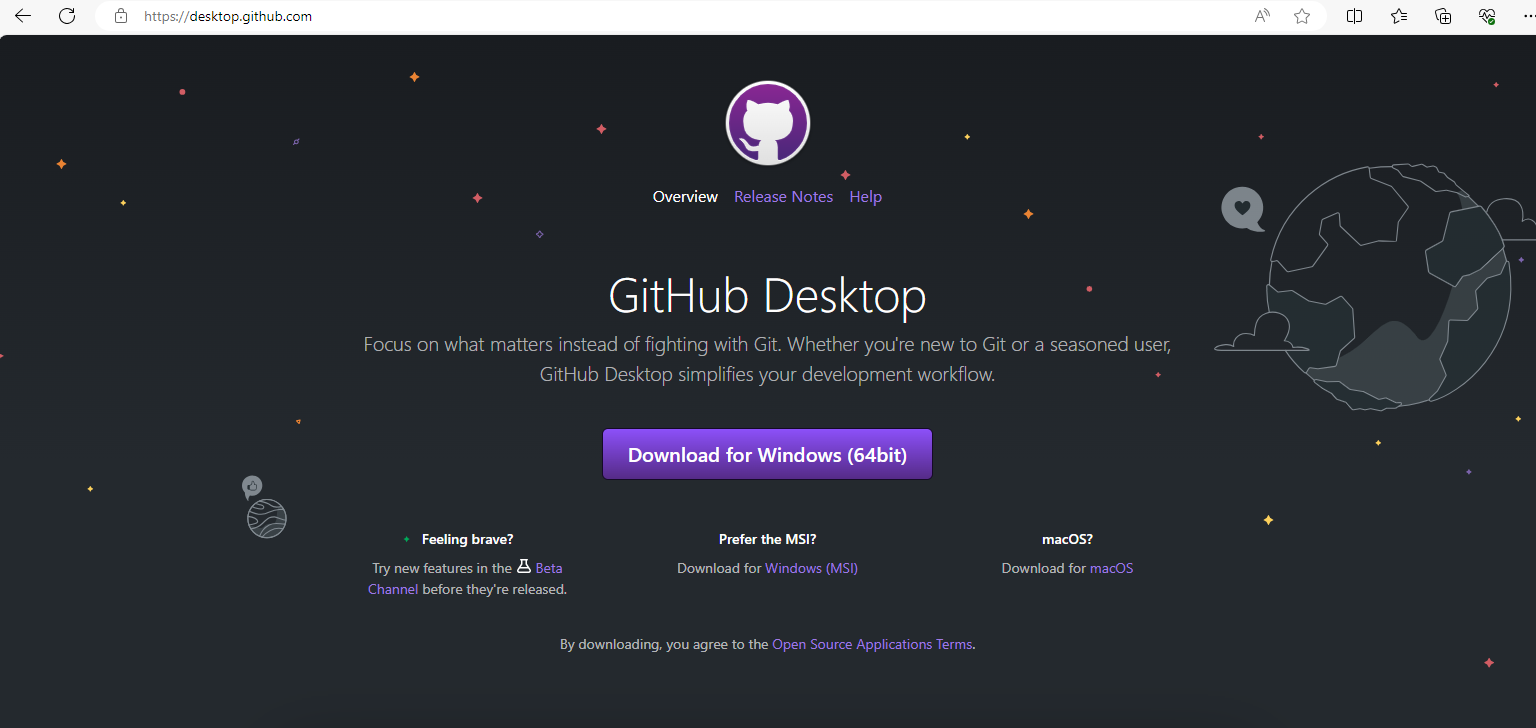 https://desktop.github.com
Overview Release Notes Help
GitHub Desktop
Focus on what matters instead of fighting with Git. Whether you're new to Git or a seasoned user,
GitHub Desktop simplifies your development workflow.
Download for Windows (64bit)
Feeling brave?
Try new features in the Beta
Channel before they're released.
Prefer the MSI?
Download for Windows (MSI)
macOS?
Download for macOS
By downloading, you agree to the Open Source Applications Terms.